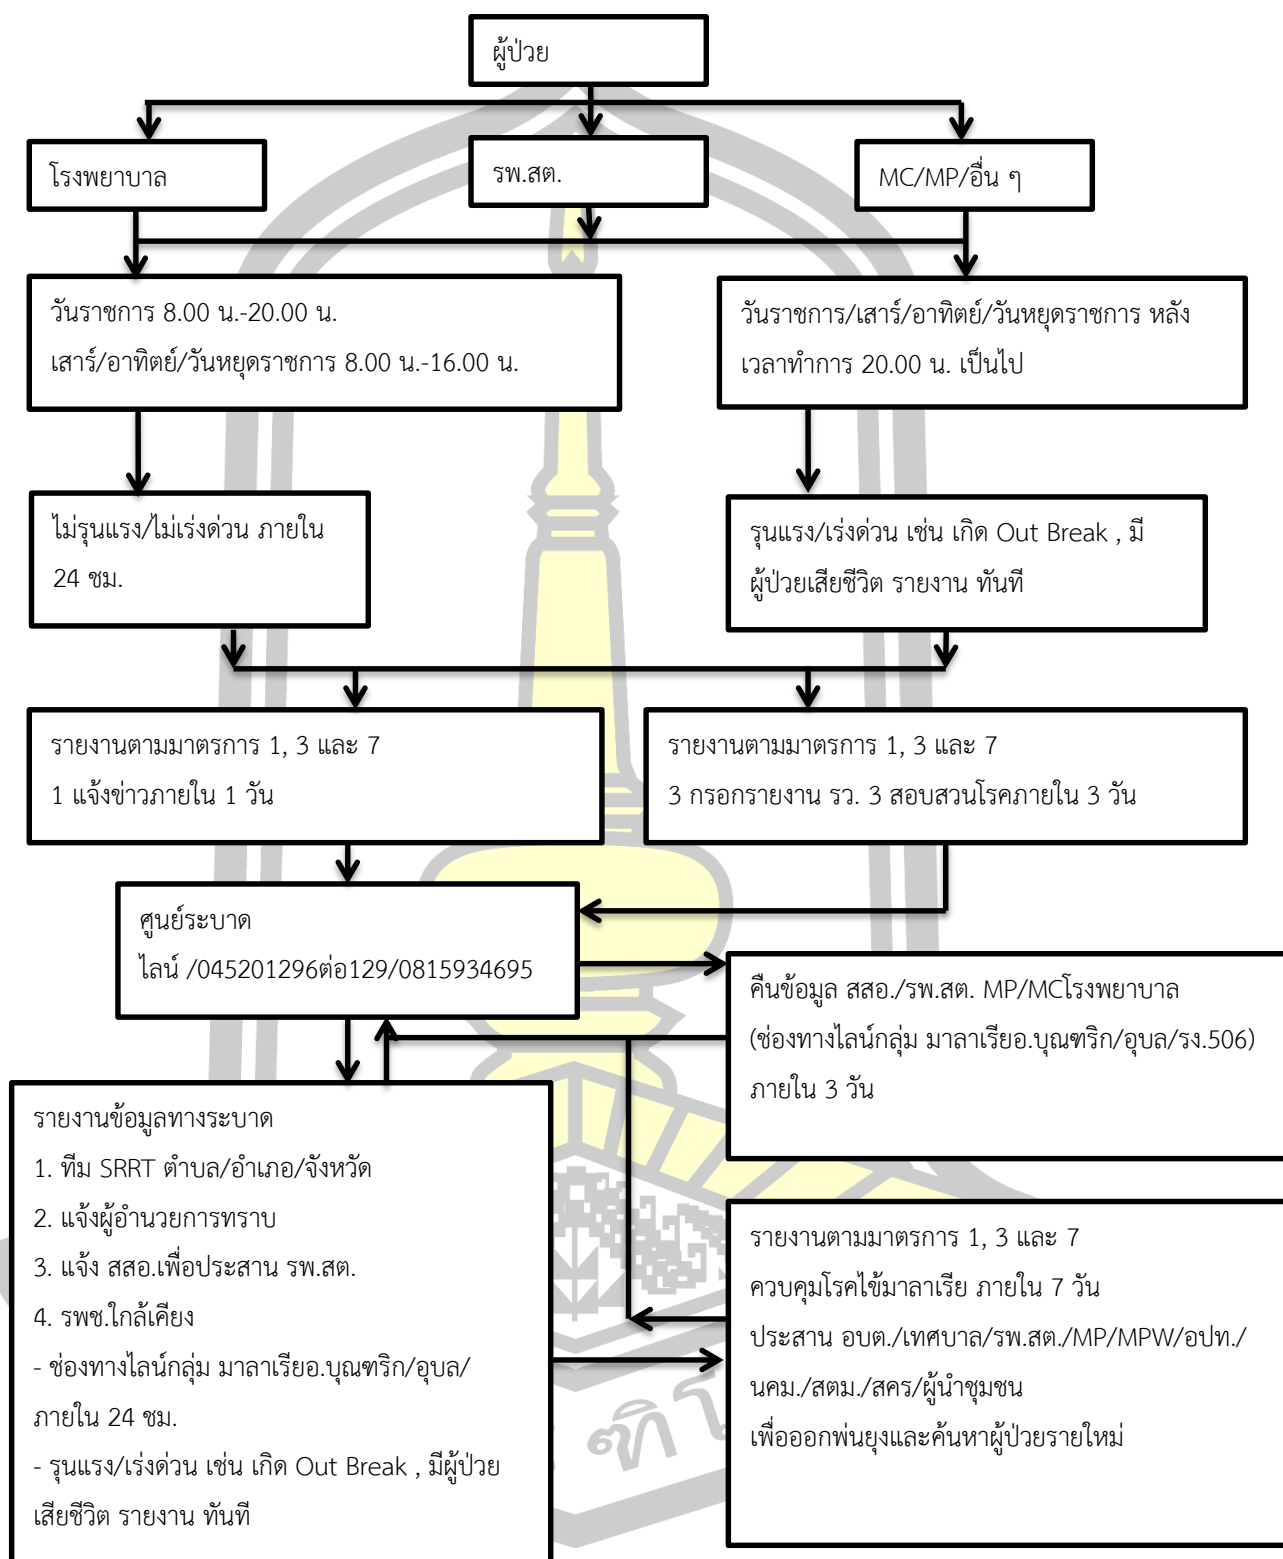 ผู้ป่วย
โรงพยาบาล
รพ.สต.
MC/MP/อื่น ๆ
วันราชการ 8.00 น.-20.00 น.
เสาร์/อาทิตย์/วันหยุดราชการ 8.00 น.-16.00 น.
วันราชการ/เสาร์/อาทิตย์/วันหยุดราชการ หลัง
เวลาทำการ 20.00 น. เป็นไป
ไม่รุนแรง/ไม่เร่งด่วน ภายใน
24 ชม.
รุนแรง/เร่งด่วน เช่น เกิด Out Break , มี
ผู้ป่วยเสียชีวิต รายงาน ทันที
รายงานตามมาตรการ 1, 3 และ 7
1 แจ้งข่าวภายใน 1 วัน
รายงานตามมาตรการ 1, 3 และ 7
3 กรอกรายงาน รว. 3 สอบสวนโรคภายใน 3 วัน
ศูนย์ระบาด
ไลน์ /045201296ต่อ129/0815934695
คืนข้อมูล สสอ./รพ.สต. MP/MCโรงพยาบาล
(ช่องทางไลน์กลุ่ม มาลาเรียอ.บุณฑริก/อุบล/รง.506)
ภายใน 3 วัน
รายงานข้อมูลทางระบาด
1. ทีม SRRT ตำบล/อำเภอ/จังหวัด
2. แจ้งผู้อำนวยการทราบ
3. แจ้ง สสอ.เพื่อประสาน รพ.สต.
4. รพช.ใกล้เคียง
- ช่องทางไลน์กลุ่ม มาลาเรียอ.บุณฑริก/อุบล/
ภายใน 24 ชม.
- รุนแรง/เร่งด่วน เช่น เกิด Out Break , มีผู้ป่วย
เสียชีวิต รายงาน ทันที
รายงานตามมาตรการ 1, 3 และ 7
ควบคุมโรคไข้มาลาเรีย ภายใน 7 วัน
ประสาน อบต./เทศบาล/รพ.สต./MP/MPW/อปท./
นคม./สตม./สคร/ผู้นำชุมชน
เพื่อออกพ่นยุงและค้นหาผู้ป่วยรายใหม่